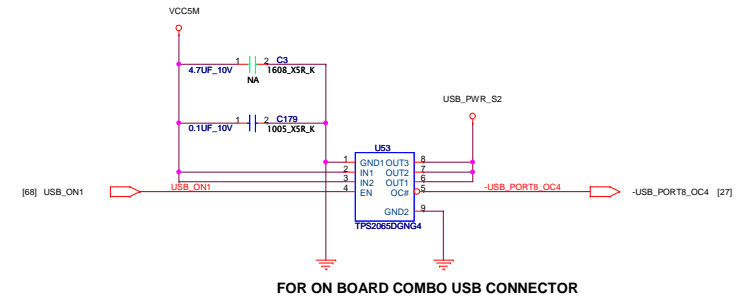 VCC5M
1 2 C3
4.7UF_10V 1608_X5R_K
NA
1 2 C179
0.1UF_10V 1005_X5R_K
USB_PWR_S2
U53
1 GND1 OUT3 8
2 IN1 OUT2 7
3 IN2 OUT1 6
[68] USB_ON1 USB_ON1 4 EN OC# 5 -USB_PORT8_OC4 -USB_PORT8_OC4 [27]
GND2 9
TPS2065DGNG4
FOR ON BOARD COMBO USB CONNECTOR